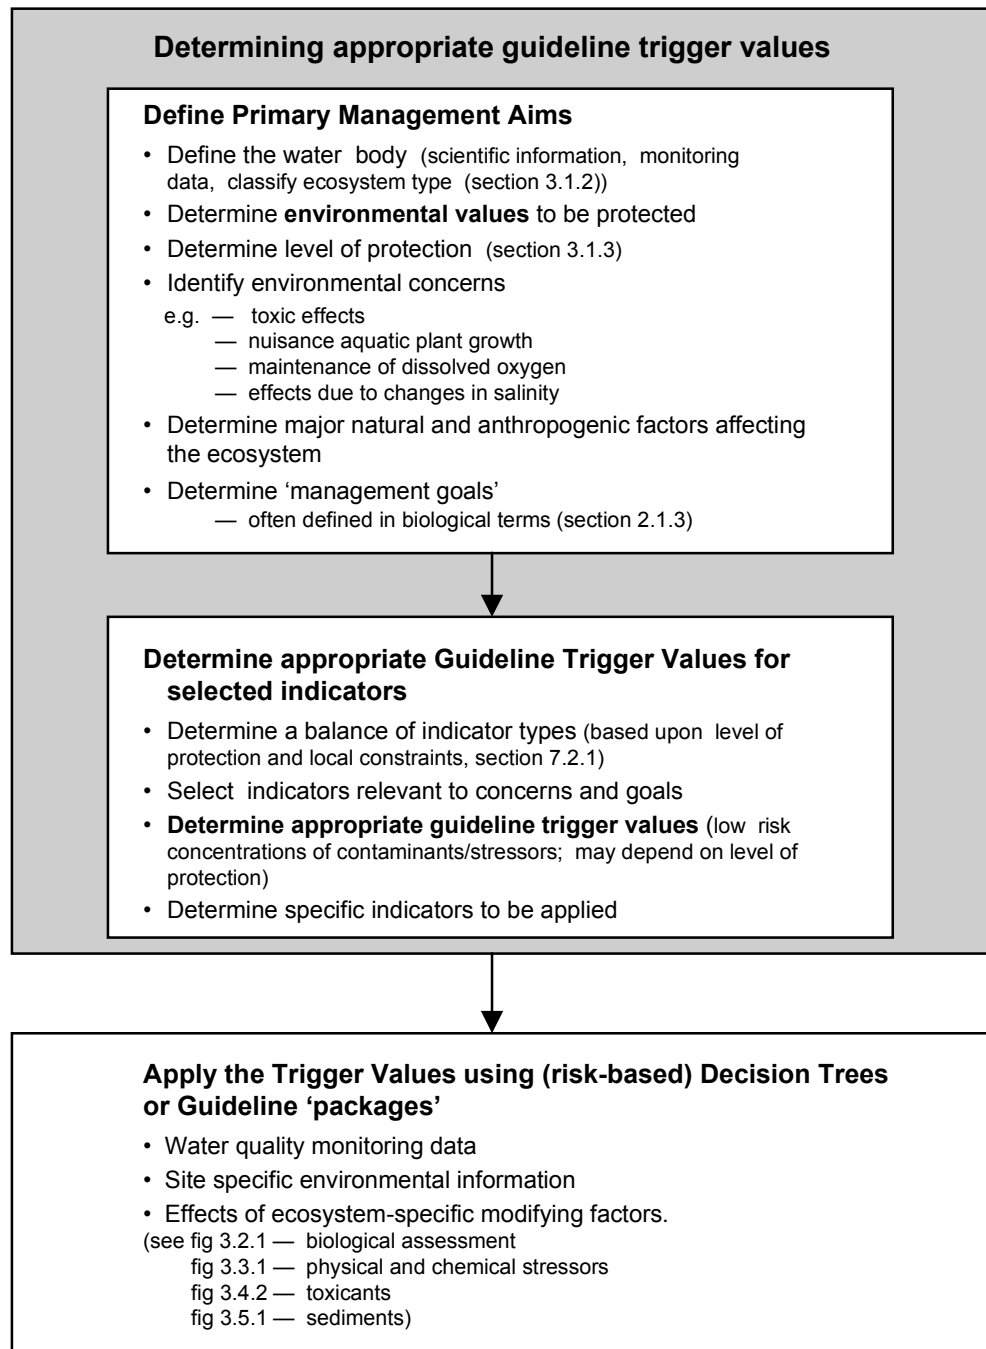 Determining appropriate guideline trigger values
Define Primary Management Aims
• Define the water body (scientific information, monitoring
data, classify ecosystem type (section 3.1.2))
• Determine environmental values to be protected
• Determine level of protection (section 3.1.3)
• Identify environmental concerns
e.g. — toxic effects
— nuisance aquatic plant growth
— maintenance of dissolved oxygen
— effects due to changes in salinity
• Determine major natural and anthropogenic factors affecting
the ecosystem
• Determine ‘management goals’
— often defined in biological terms (section 2.1.3)
Determine appropriate Guideline Trigger Values for
selected indicators
• Determine a balance of indicator types (based upon level of
protection and local constraints, section 7.2.1)
• Select indicators relevant to concerns and goals
• Determine appropriate guideline trigger values (low risk
concentrations of contaminants/stressors; may depend on level of
protection)
• Determine specific indicators to be applied
Apply the Trigger Values using (risk-based) Decision Trees
or Guideline ‘packages’
• Water quality monitoring data
• Site specific environmental information
• Effects of ecosystem-specific modifying factors.
(see fig 3.2.1 — biological assessment
fig 3.3.1 — physical and chemical stressors
fig 3.4.2 — toxicants
fig 3.5.1 — sediments)